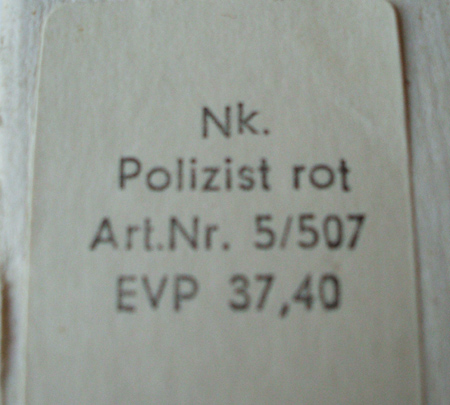 Nk.
Polizist rot
Art.Nr. 5/507
EVP 37,40